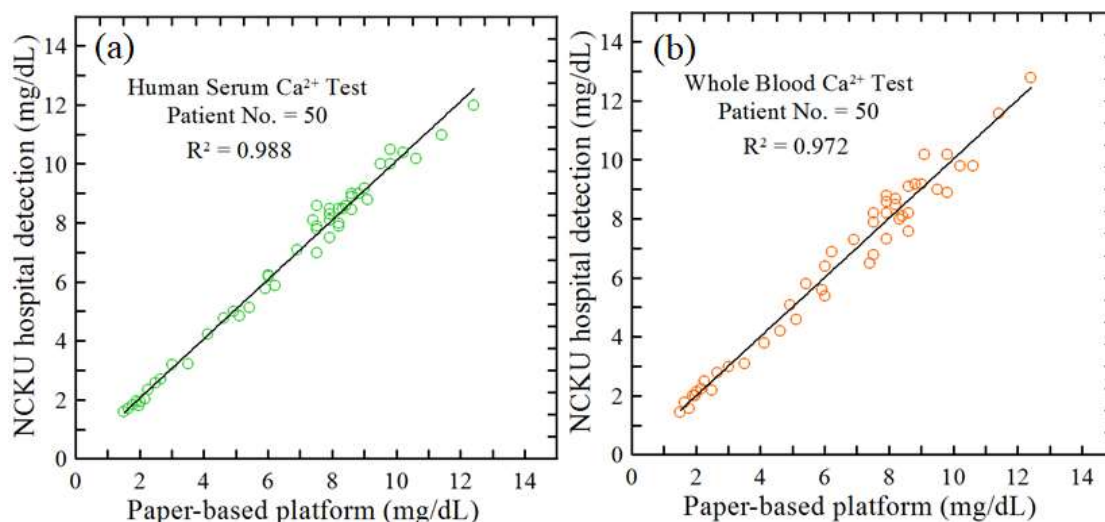 (a)
Human Serum Ca²⁺ Test
Patient No. = 50
R² = 0.988
NCKU hospital detection (mg/dL)
14
12
10
8
6
4
2
0
0 2 4 6 8 10 12 14
Paper-based platform (mg/dL)
(b)
Whole Blood Ca²⁺ Test
Patient No. = 50
R² = 0.972
NCKU hospital detection (mg/dL)
14
12
10
8
6
4
2
0
0 2 4 6 8 10 12 14
Paper-based platform (mg/dL)